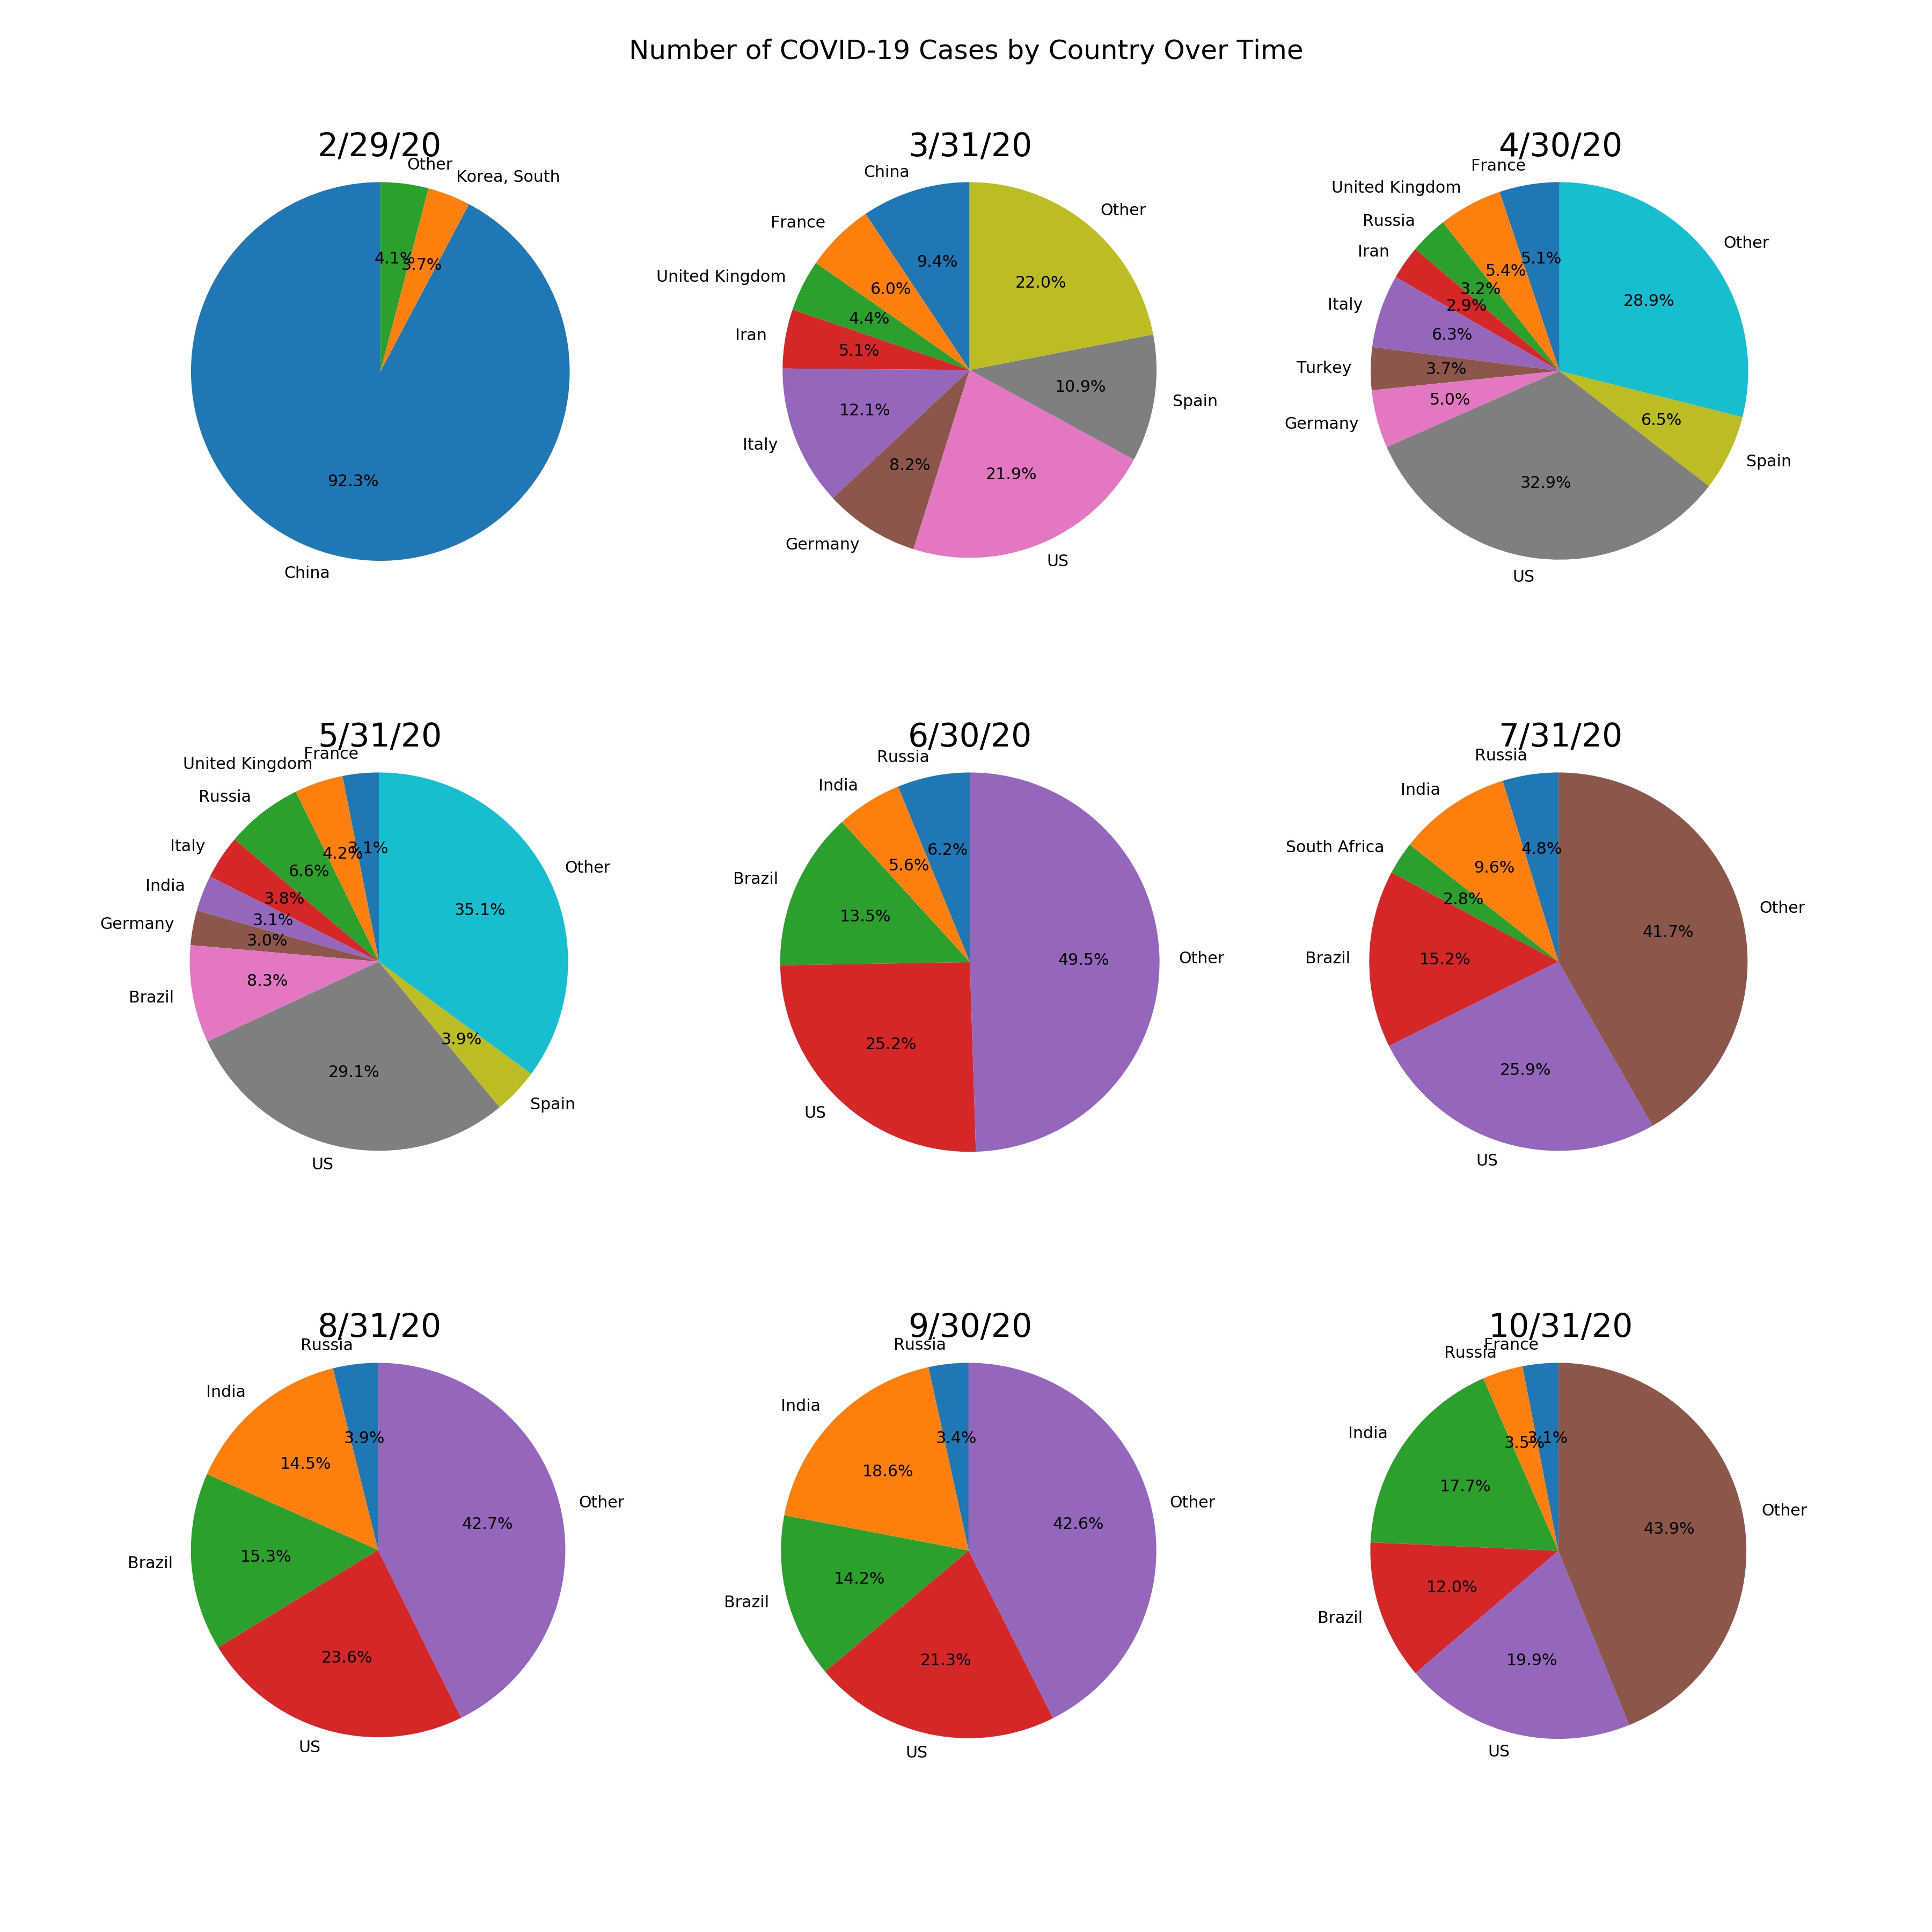 Number of COVID-19 Cases by Country Over Time
2/29/20
Other
Korea, South
4.1%
3.7%
92.3%
China
3/31/20
China
Other
France
United Kingdom
Iran
Italy
Germany
US
Spain
9.4%
22.0%
6.0%
4.4%
5.1%
10.9%
12.1%
8.2%
21.9%
4/30/20
France
United Kingdom
Russia
Iran
Italy
Turkey
Germany
US
Spain
Other
5.1%
5.4%
3.2%
2.9%
6.3%
3.7%
5.0%
32.9%
6.5%
28.9%
5/31/20
France
United Kingdom
Russia
Italy
India
Germany
Brazil
US
Spain
Other
3.1%
4.2%
6.6%
3.8%
3.1%
3.0%
8.3%
29.1%
3.9%
35.1%
6/30/20
Russia
India
Brazil
US
Other
6.2%
5.6%
13.5%
25.2%
49.5%
7/31/20
Russia
India
South Africa
Brazil
US
Other
4.8%
9.6%
2.8%
15.2%
25.9%
41.7%
8/31/20
Russia
India
Brazil
US
Other
3.9%
14.5%
15.3%
23.6%
42.7%
9/30/20
Russia
India
Brazil
US
Other
3.4%
18.6%
14.2%
21.3%
42.6%
10/31/20
France
Russia
India
Brazil
US
Other
3.1%
3.5%
17.7%
12.0%
19.9%
43.9%